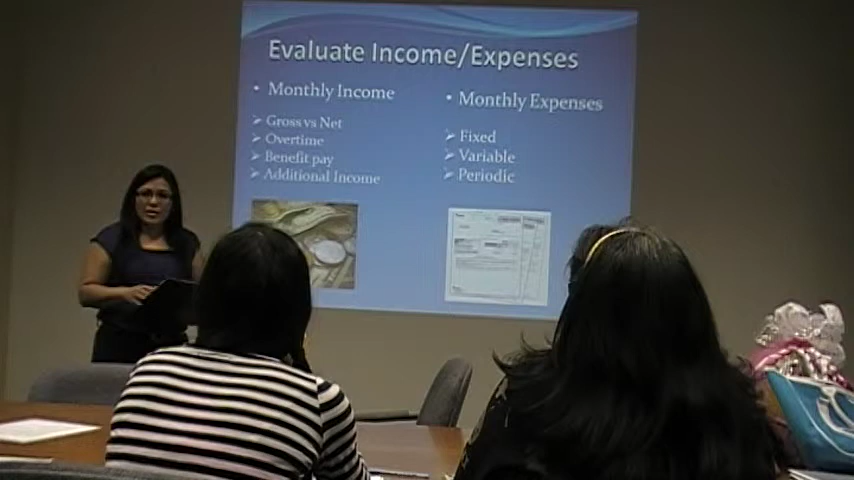 Evaluate Income/Expenses
• Monthly Income
➢ Gross vs Net
➢ Overtime
➢ Benefit pay
➢ Additional Income
• Monthly Expenses
➢ Fixed
➢ Variable
➢ Periodic